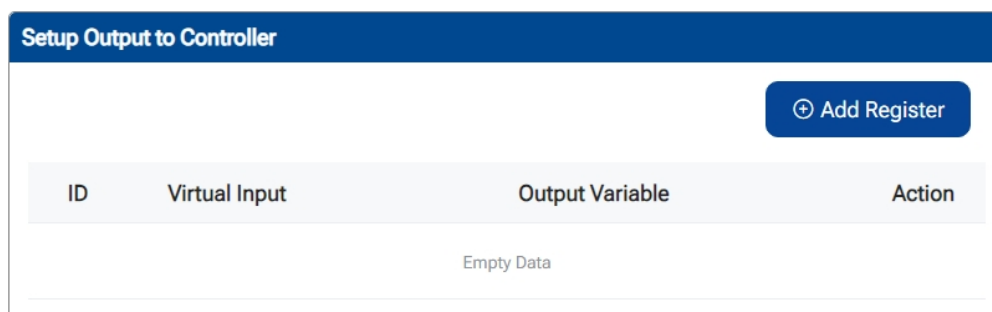 Setup Output to Controller
Add Register
ID Virtual Input Output Variable Action
Empty Data